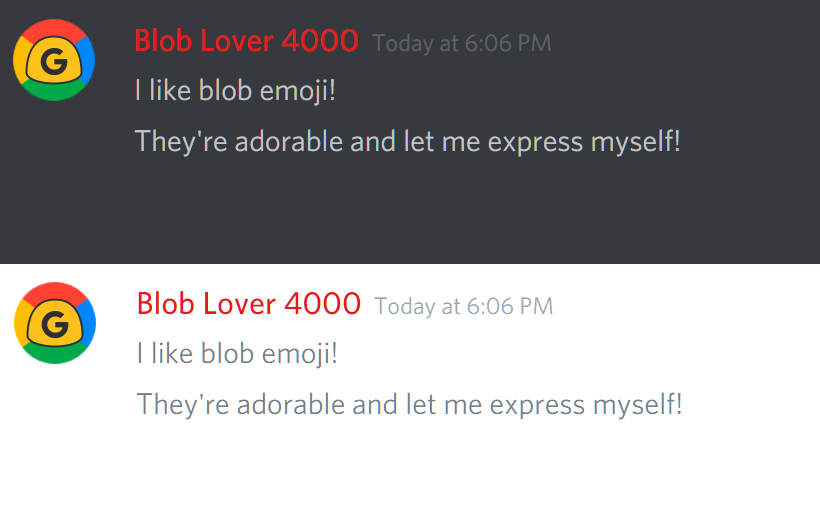 G
Blob Lover 4000 Today at 6:06 PM
I like blob emoji!
They're adorable and let me express myself!
G
Blob Lover 4000 Today at 6:06 PM
I like blob emoji!
They're adorable and let me express myself!